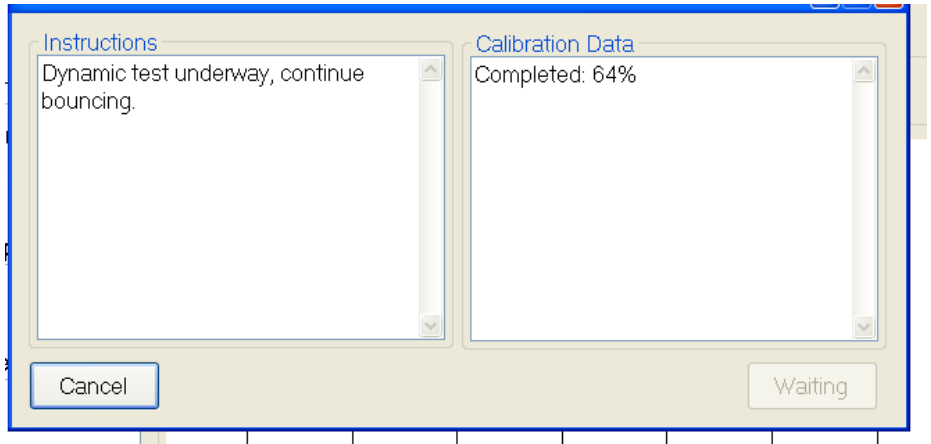 Instructions
Dynamic test underway, continue
bouncing.
Calibration Data
Completed: 64%
Cancel
Waiting